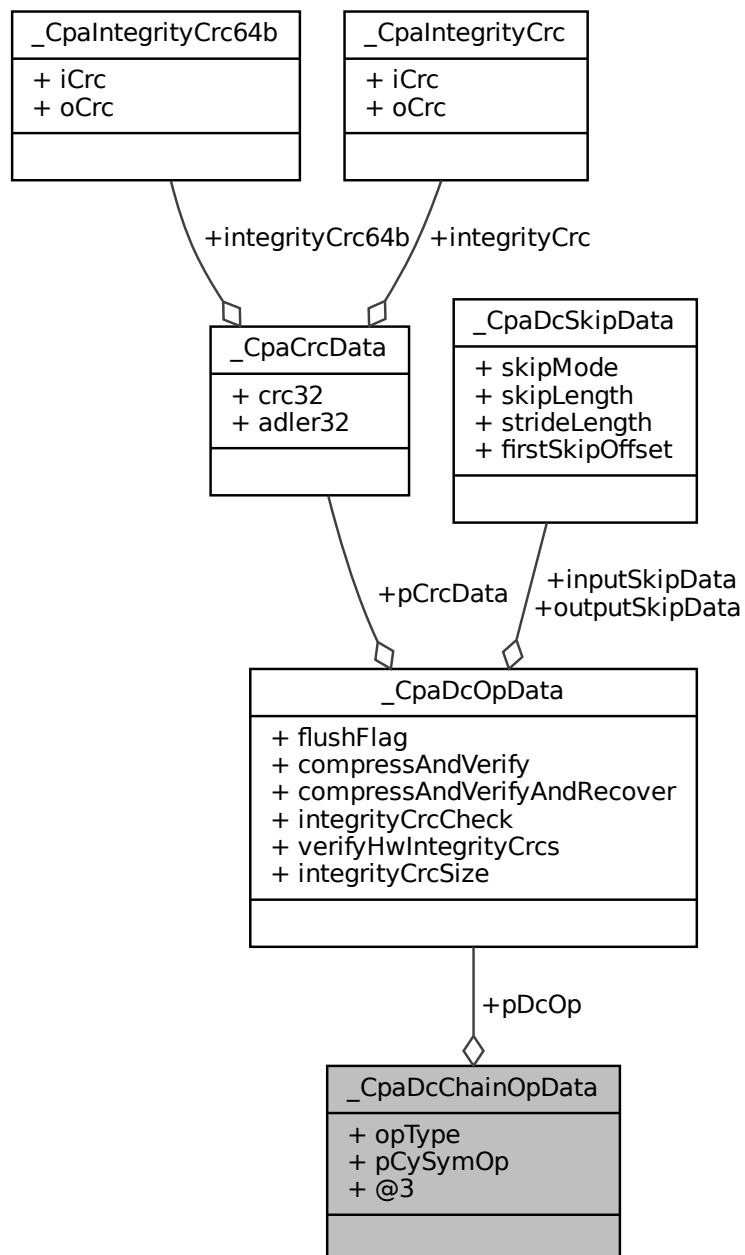 _CpaIntegrityCrc64b
+ iCrc
+ oCrc
_CpaIntegrityCrc
+ iCrc
+ oCrc
+integrityCrc64b
+integrityCrc
_CpaCrcData
+ crc32
+ adler32
_CpaDcSkipData
+ skipMode
+ skipLength
+ strideLength
+ firstSkipOffset
+pCrcData
+inputSkipData
+outputSkipData
_CpaDcOpData
+ flushFlag
+ compressAndVerify
+ compressAndVerifyAndRecover
+ integrityCrcCheck
+ verifyHwIntegrityCrcs
+ integrityCrcSize
+pDcOp
_CpaDcChainOpData
+ opType
+ pCySymOp
+ @3